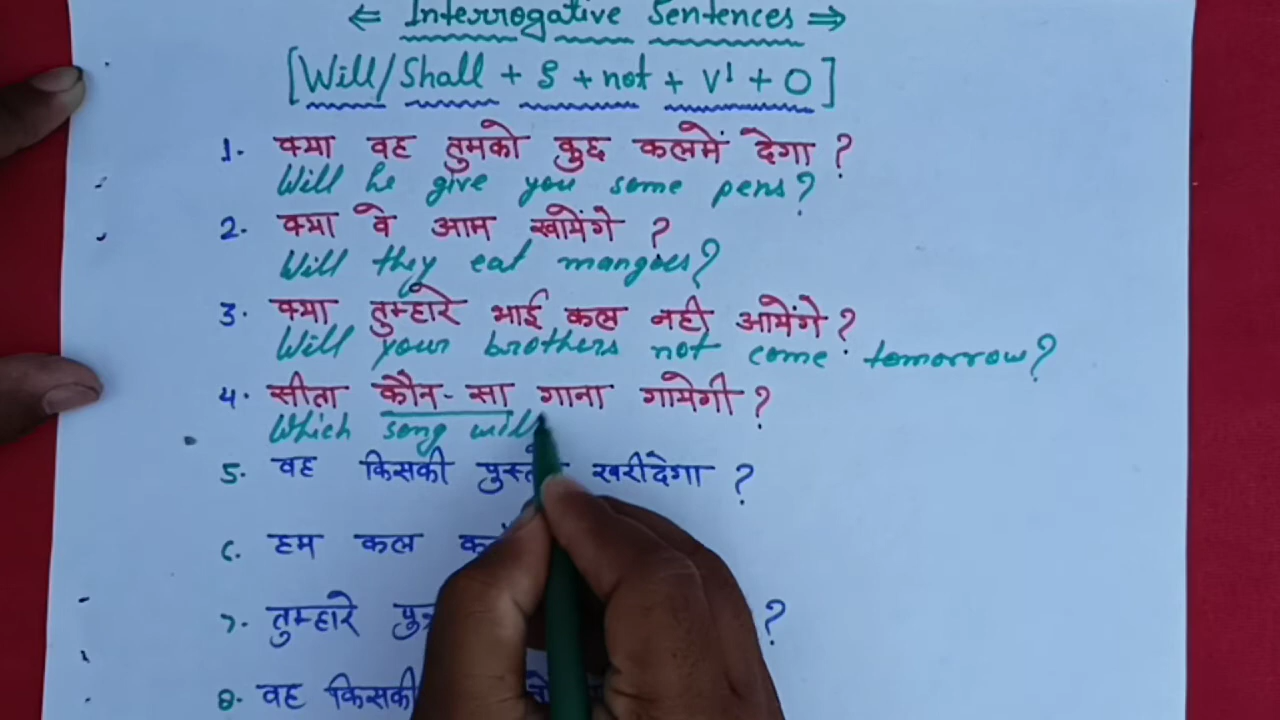 ⇐ Interrogative Sentences ⇒
[Will/Shall + S + not + V¹ + O]
1. क्या वह तुमको कुछ कलमें देगा ?
Will he give you some pens?
2. क्या वे आम खायेंगे ?
Will they eat mangoes?
3. क्या तुम्हारे भाई कल नही आयेंगे ?
Will your brothers not come tomorrow?
4. सीता कौन-सा गाना गायेगी ?
Which song will
5. वह किसकी खरीदेगा ?
6. हम कल
7. तुम्हारे ?
8. वह किसकी